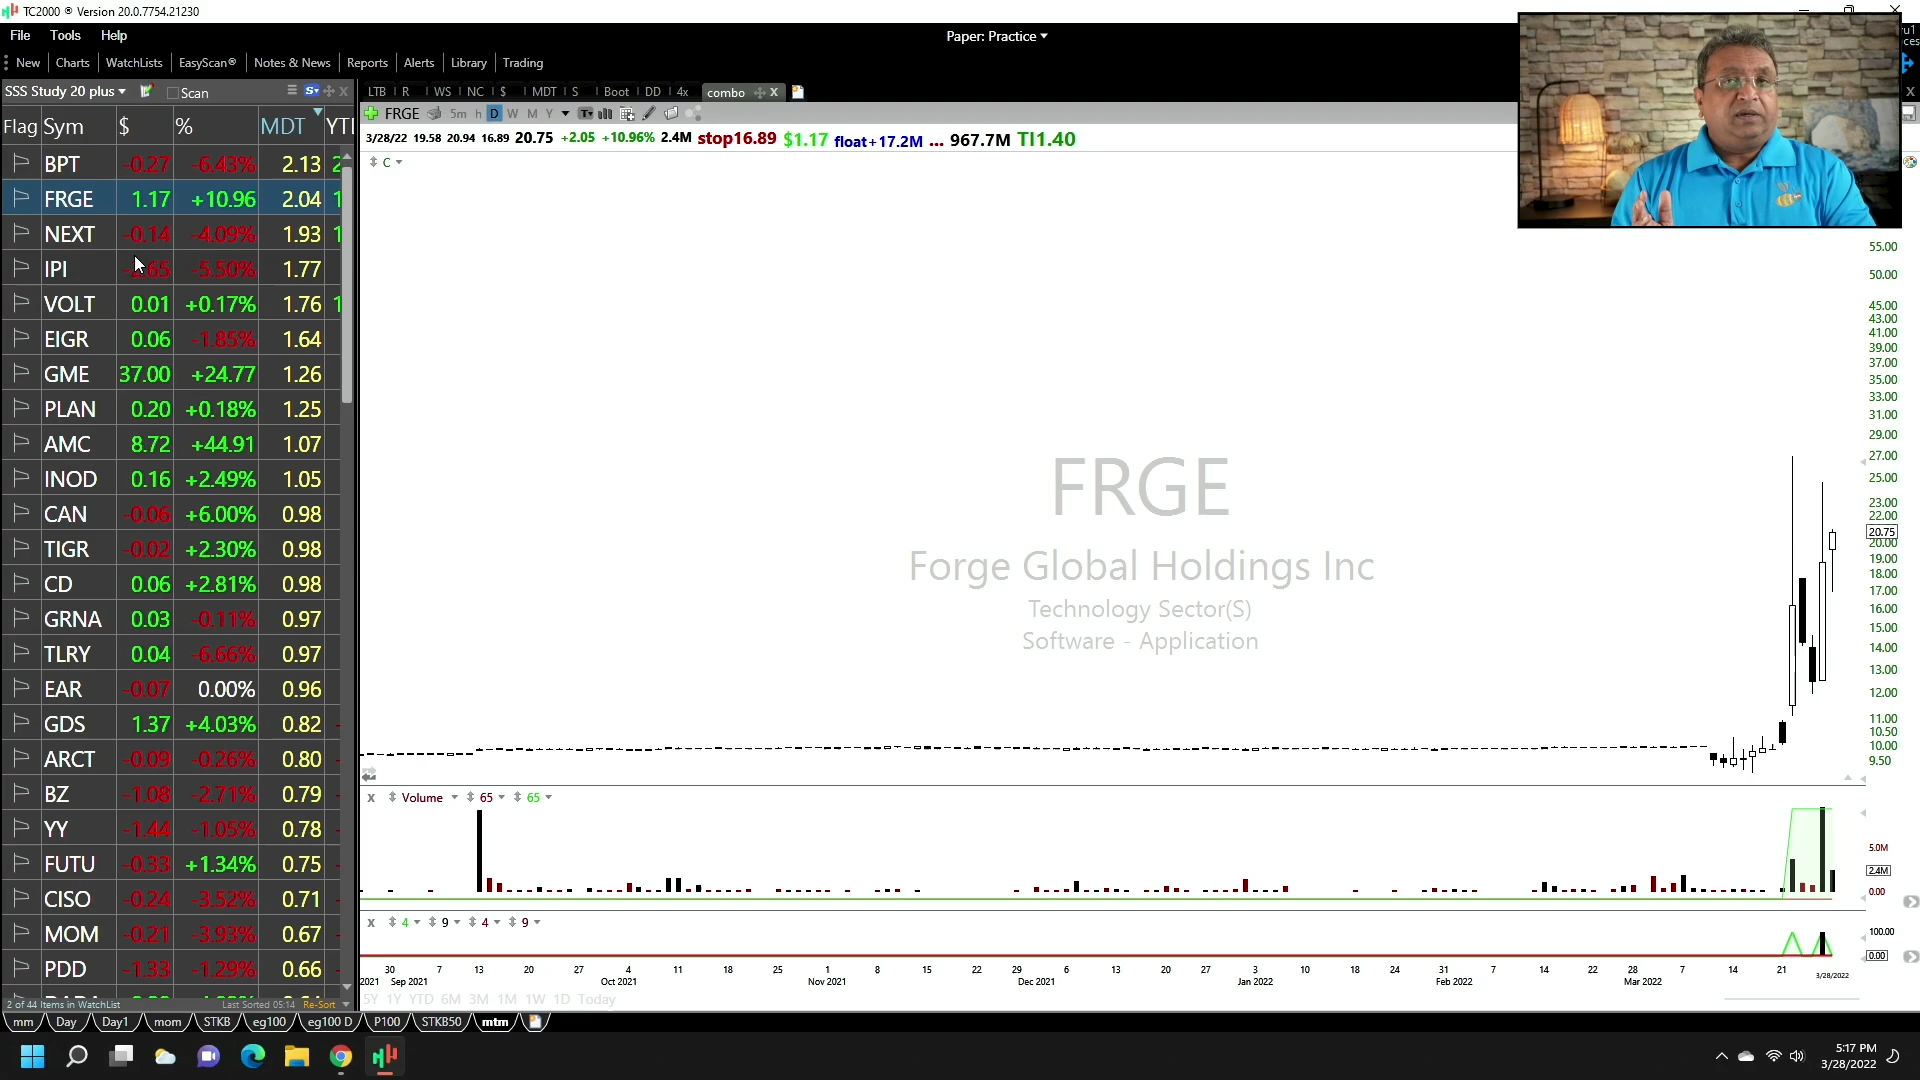 TC2000 ® Version 20.0.7754.21230
File Tools Help
Paper: Practice
New Charts WatchLists EasyScan® Notes & News Reports Alerts Library Trading
SSS Study 20 plus Scan
LTB R WS NC $ MDT S Boot DD 4x combo
FRGE 5m h D W M Y
3/28/22 19.58 20.94 16.89 20.75 +2.05 +10.96% 2.4M stop16.89 $1.17 float+17.2M ... 967.7M TI1.40
C
Flag Sym $ % MDT
BPT -0.27 -6.43% 2.13
FRGE 1.17 +10.96 2.04
NEXT -0.14 -4.09% 1.93
IPI -5.50% 1.77
VOLT 0.01 +0.17% 1.76
EIGR 0.06 -1.85% 1.64
GME 37.00 +24.77 1.26
PLAN 0.20 +0.18% 1.25
AMC 8.72 +44.91 1.07
INOD 0.16 +2.49% 1.05
CAN -0.06 +6.00% 0.98
TIGR -0.02 +2.30% 0.98
CD 0.06 +2.81% 0.98
GRNA 0.03 -0.11% 0.97
TLRY 0.04 -6.66% 0.97
EAR -0.07 0.00% 0.96
GDS 1.37 +4.03% 0.82
ARCT -0.09 -0.26% 0.80
BZ -1.08 -2.71% 0.79
YY -1.44 -1.05% 0.78
FUTU -0.33 +1.34% 0.75
CISO -0.24 -3.52% 0.71
MOM -0.21 -3.93% 0.67
PDD -1.33 -1.29% 0.66
2 of 44 Items in WatchList Last Sorted 05:14 Re-Sort
FRGE
Forge Global Holdings Inc
Technology Sector(S)
Software - Application
55.00
50.00
45.00
43.00
41.00
39.00
37.00
35.00
33.00
31.00
29.00
27.00
25.00
23.00
22.00
20.75
20.00
19.00
18.00
17.00
16.00
15.00
14.00
13.00
12.00
11.00
10.50
10.00
9.50
X Volume 65 65
5.0M
2.4M
0.00
X 4 9 4 9
100.00
0.00
30 7 13 20 27 4 11 18 25 1 8 15 22 29 6 13 20 27 3 10 18 24 31 7 14 22 28 7 14 21 3/28/2022
2021 Sep 2021 Oct 2021 Nov 2021 Dec 2021 Jan 2022 Feb 2022 Mar 2022
5Y 1Y YTD 6M 3M 1M 1W 1D Today
mm Day Day1 mom STKB eg100 eg100 D P100 STKB50 mtm
5:17 PM
3/28/2022